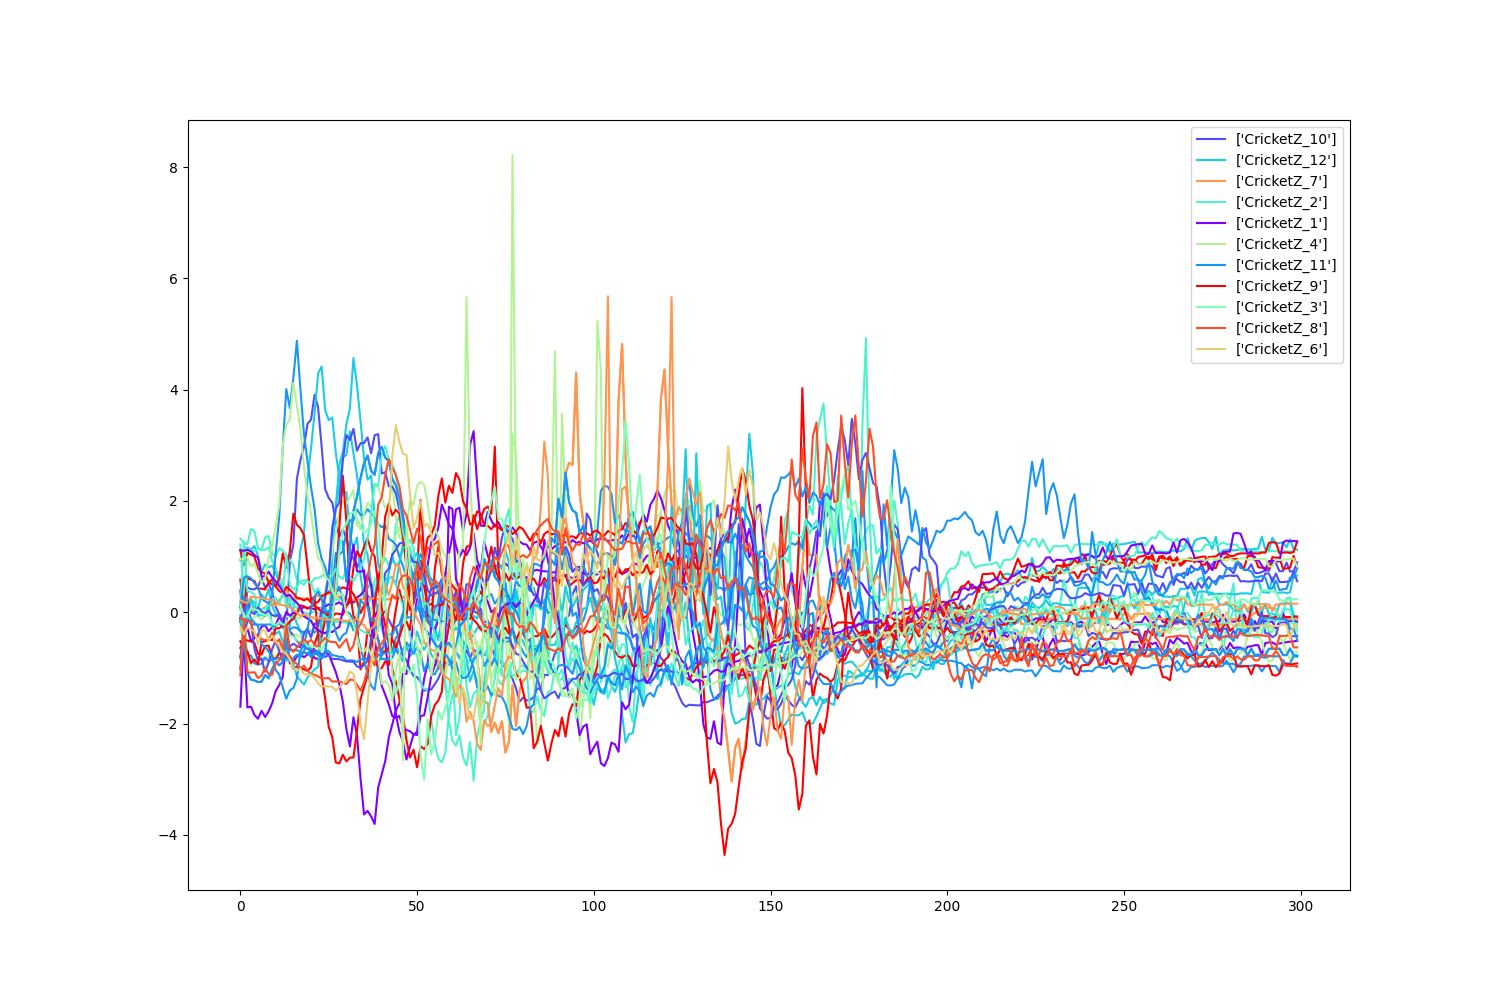 8
6
4
2
0
−2
−4
0 50 100 150 200 250 300
['CricketZ_10']
['CricketZ_12']
['CricketZ_7']
['CricketZ_2']
['CricketZ_1']
['CricketZ_4']
['CricketZ_11']
['CricketZ_9']
['CricketZ_3']
['CricketZ_8']
['CricketZ_6']